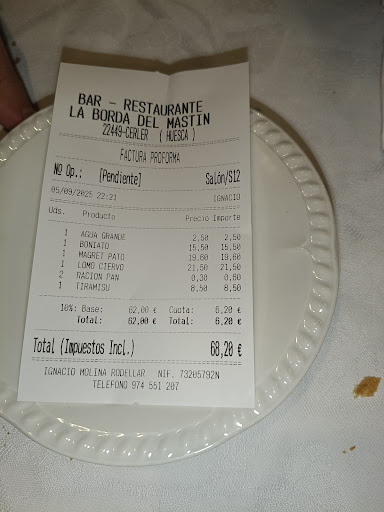 BAR - RESTAURANTE
LA BORDA DEL MASTIN
22449-CERLER ( HUESCA )
FACTURA PROFORMA
Nº Op.: [Pendiente] Salón/S12
05/09/2025 22:21 IGNACIO
Uds. Producto Precio Importe
1 AGUA GRANDE 2,50 2,50
1 BONIATO 15,50 15,50
1 MAGRET PATO 19,60 19,60
1 LOMO CIERVO 21,50 21,50
2 RACION PAN 0,30 0,60
1 TIRAMISU 8,50 8,50
10%: Base: 62,00 € Cuota: 6,20 €
Total: 62,00 € Total: 6,20 €
Total (Impuestos Incl.) 68,20 €
IGNACIO MOLINA RODELLAR NIF. 73205792N
TELEFONO 974 551 207